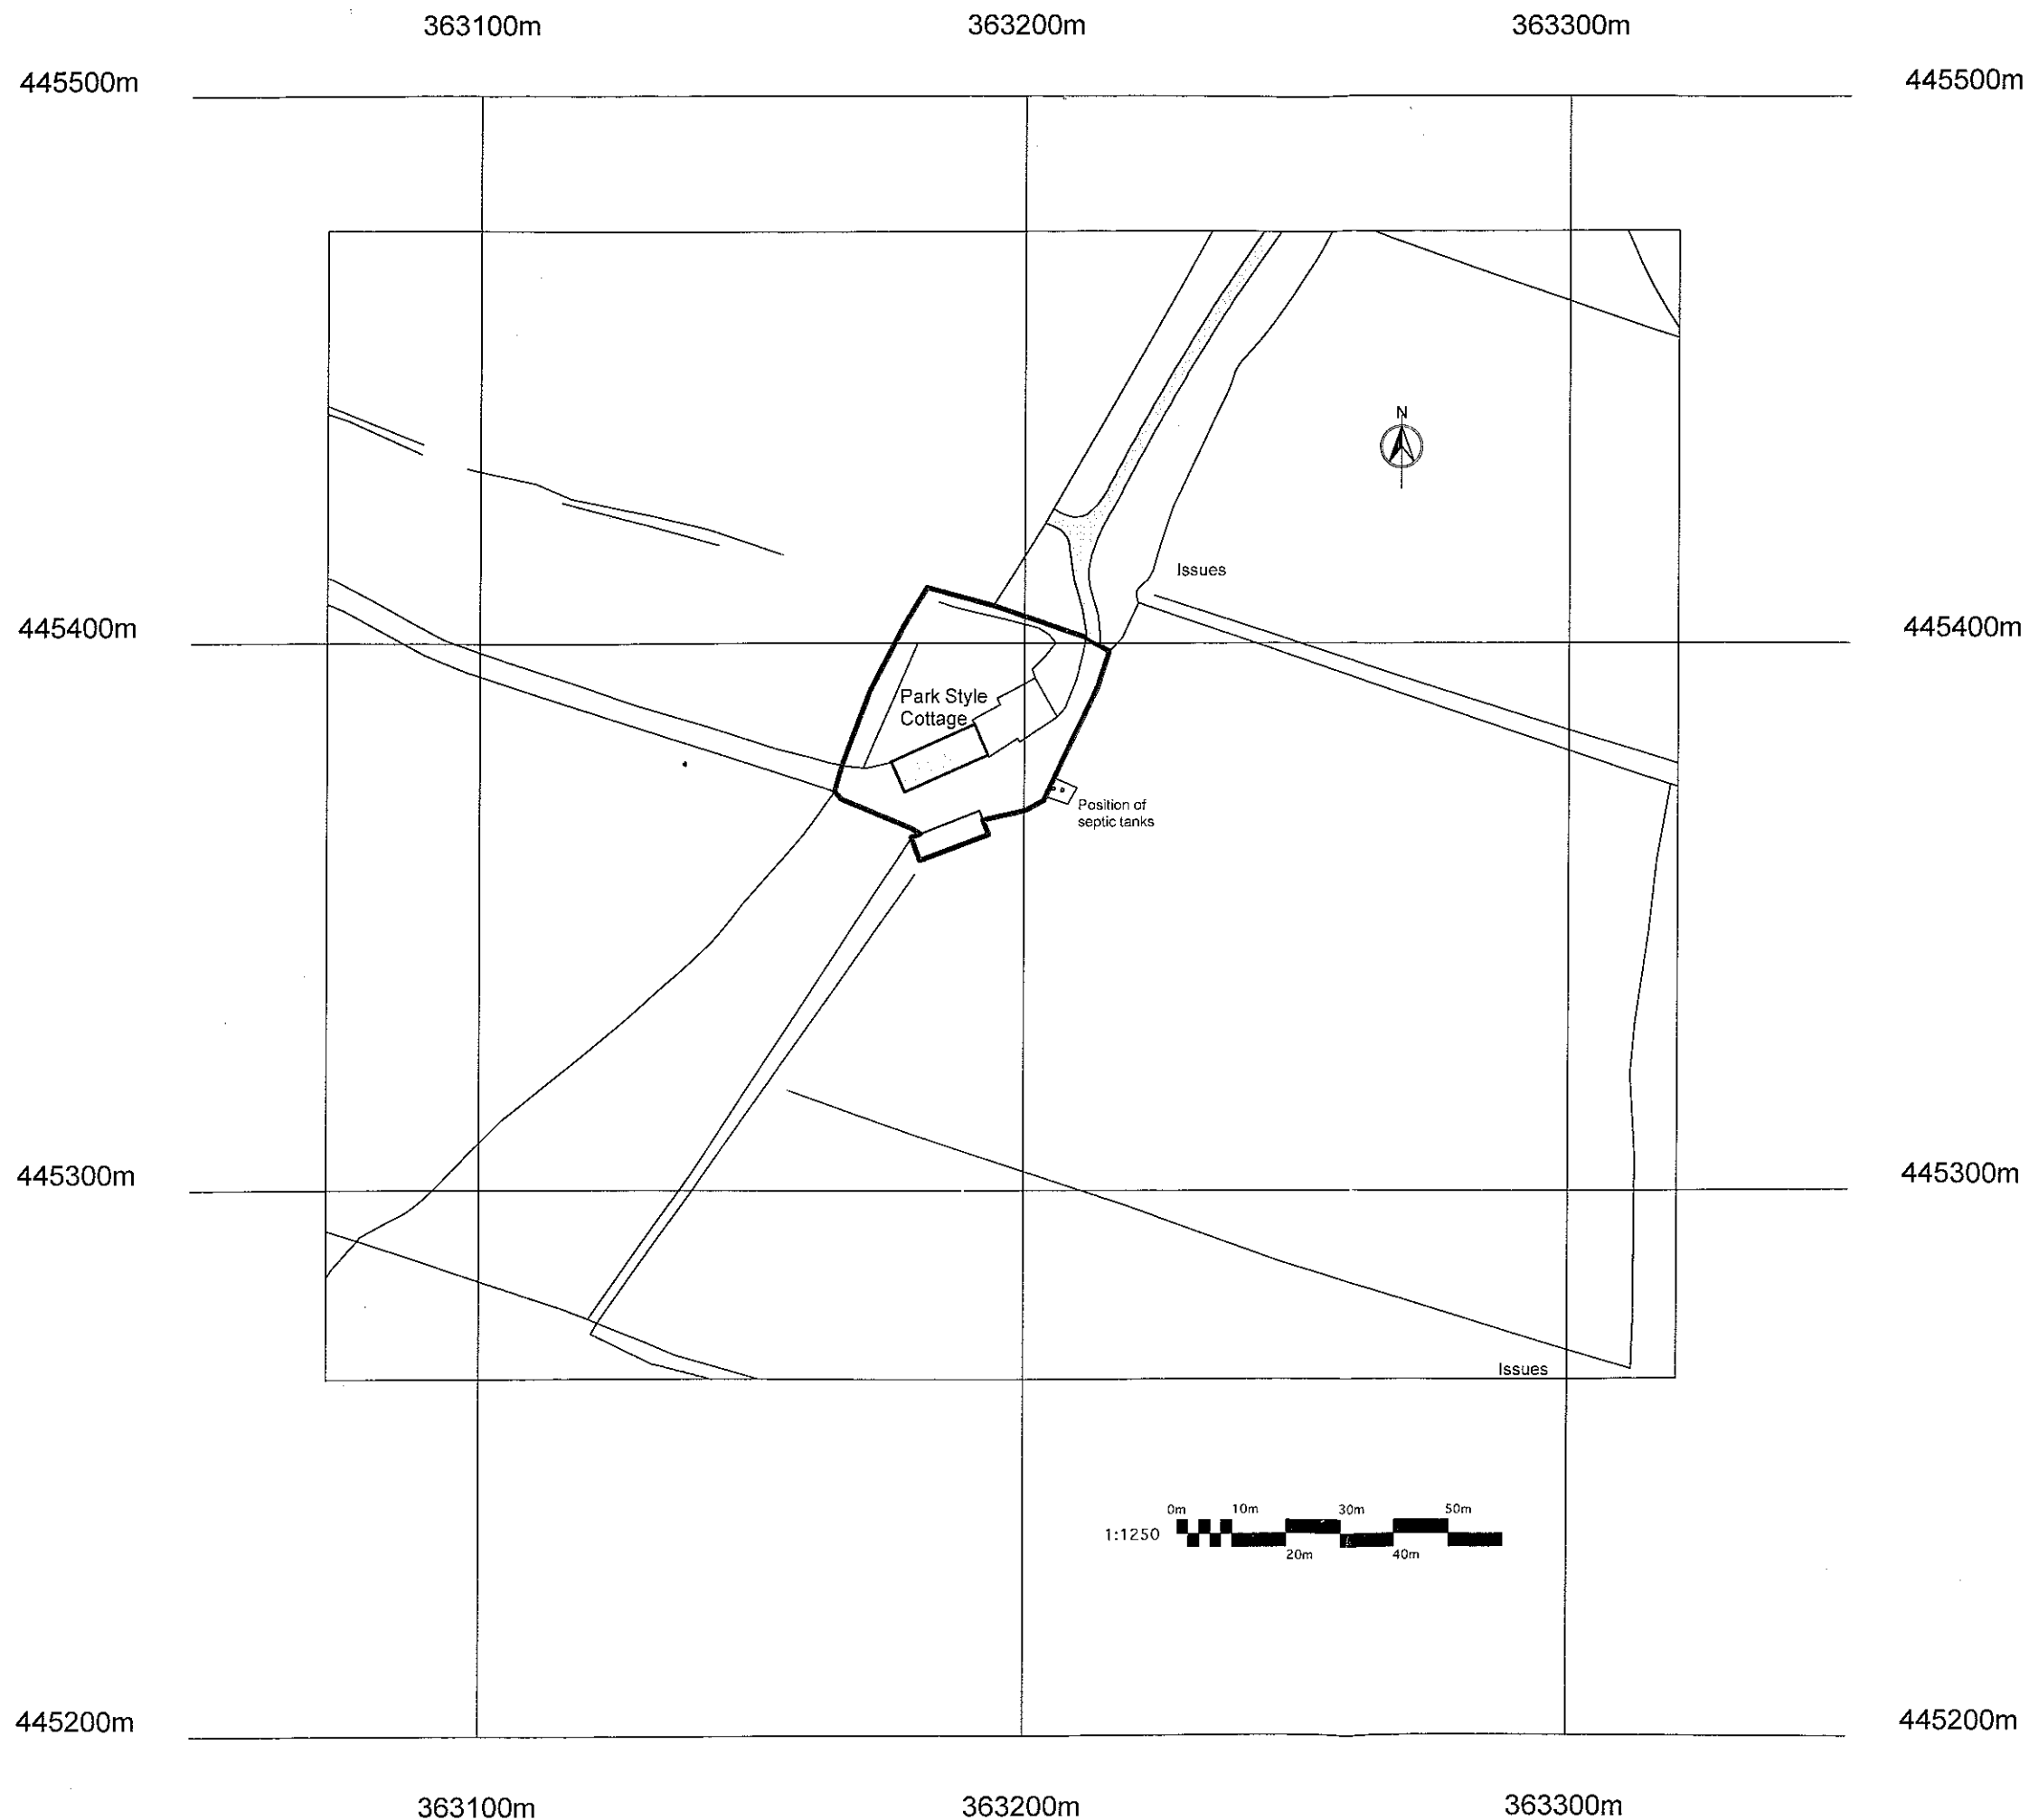 363100m 363200m 363300m
445500m 445500m
N
Issues
445400m 445400m
Park Style
Cottage
Position of
septic tanks
445300m 445300m
Issues
0m 10m 30m 50m
1:1250
20m 40m
445200m 445200m
363100m 363200m 363300m